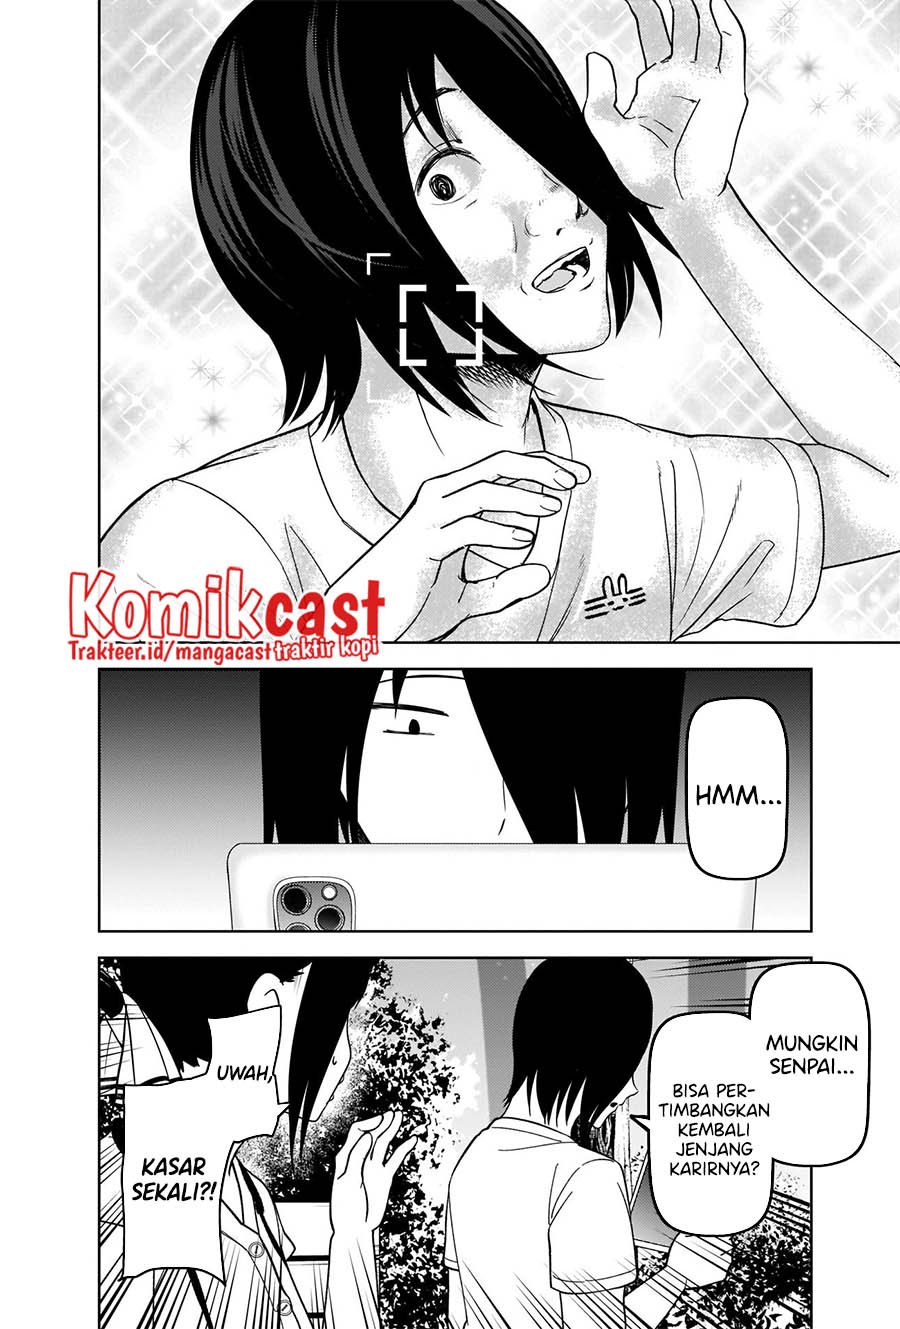 Komikcast
Trakteer.id/mangacast traktir kopi
HMM...
MUNGKIN
SENPAI...
BISA PER-
TIMBANGKAN
KEMBALI
JENJANG
KARIRNYA?
UWAH,
KASAR
SEKALI?!